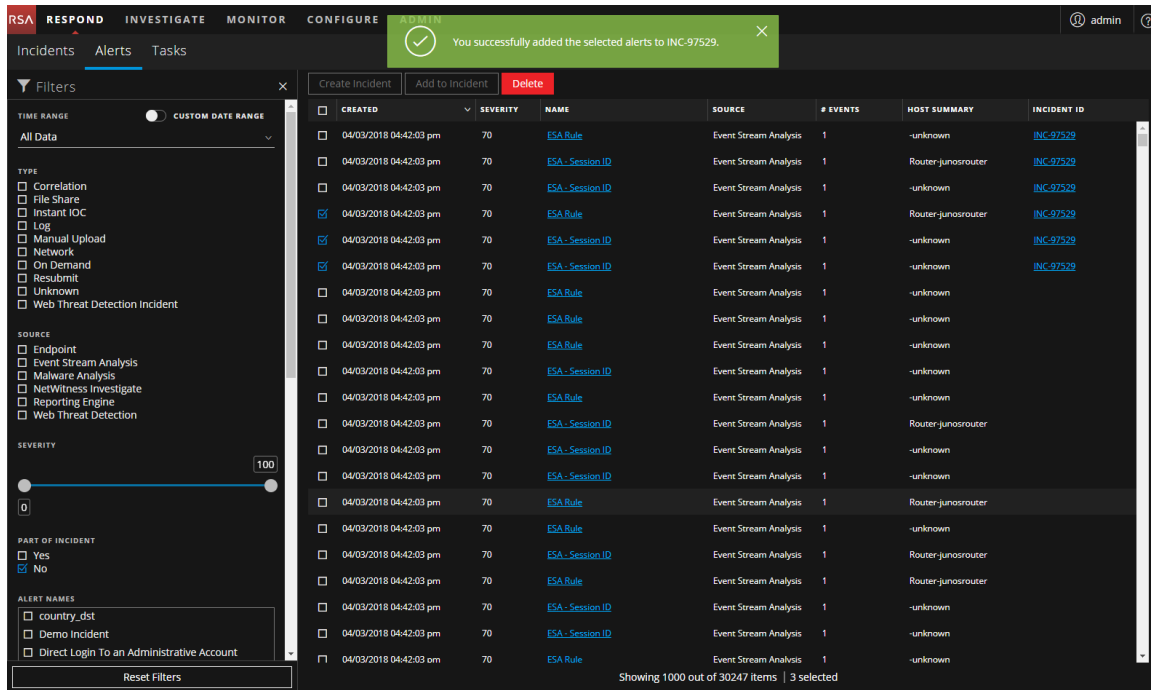 RSA RESPOND INVESTIGATE MONITOR CONFIGURE ADMIN admin
You successfully added the selected alerts to INC-97529.
Incidents Alerts Tasks
Filters
Create Incident Add to Incident Delete
TIME RANGE CUSTOM DATE RANGE
All Data
TYPE
Correlation
File Share
Instant IOC
Log
Manual Upload
Network
On Demand
Resubmit
Unknown
Web Threat Detection Incident
SOURCE
Endpoint
Event Stream Analysis
Malware Analysis
NetWitness Investigate
Reporting Engine
Web Threat Detection
SEVERITY
100
0
PART OF INCIDENT
Yes
No
ALERT NAMES
country_dst
Demo Incident
Direct Login To an Administrative Account
Reset Filters
CREATED SEVERITY NAME SOURCE # EVENTS HOST SUMMARY INCIDENT ID
04/03/2018 04:42:03 pm 70 ESA Rule Event Stream Analysis 1 -unknown INC-97529
04/03/2018 04:42:03 pm 70 ESA - Session ID Event Stream Analysis 1 Router-junosrouter INC-97529
04/03/2018 04:42:03 pm 70 ESA - Session ID Event Stream Analysis 1 -unknown INC-97529
04/03/2018 04:42:03 pm 70 ESA Rule Event Stream Analysis 1 Router-junosrouter INC-97529
04/03/2018 04:42:03 pm 70 ESA - Session ID Event Stream Analysis 1 -unknown INC-97529
04/03/2018 04:42:03 pm 70 ESA - Session ID Event Stream Analysis 1 -unknown INC-97529
04/03/2018 04:42:03 pm 70 ESA Rule Event Stream Analysis 1 -unknown
04/03/2018 04:42:03 pm 70 ESA Rule Event Stream Analysis 1 -unknown
04/03/2018 04:42:03 pm 70 ESA Rule Event Stream Analysis 1 -unknown
04/03/2018 04:42:03 pm 70 ESA - Session ID Event Stream Analysis 1 -unknown
04/03/2018 04:42:03 pm 70 ESA Rule Event Stream Analysis 1 -unknown
04/03/2018 04:42:03 pm 70 ESA - Session ID Event Stream Analysis 1 Router-junosrouter
04/03/2018 04:42:03 pm 70 ESA - Session ID Event Stream Analysis 1 -unknown
04/03/2018 04:42:03 pm 70 ESA - Session ID Event Stream Analysis 1 -unknown
04/03/2018 04:42:03 pm 70 ESA Rule Event Stream Analysis 1 Router-junosrouter
04/03/2018 04:42:03 pm 70 ESA Rule Event Stream Analysis 1 -unknown
04/03/2018 04:42:03 pm 70 ESA - Session ID Event Stream Analysis 1 Router-junosrouter
04/03/2018 04:42:03 pm 70 ESA Rule Event Stream Analysis 1 Router-junosrouter
04/03/2018 04:42:03 pm 70 ESA - Session ID Event Stream Analysis 1 -unknown
04/03/2018 04:42:03 pm 70 ESA - Session ID Event Stream Analysis 1 -unknown
04/03/2018 04:42:03 pm 70 ESA Rule Event Stream Analysis 1 -unknown
Showing 1000 out of 30247 items | 3 selected